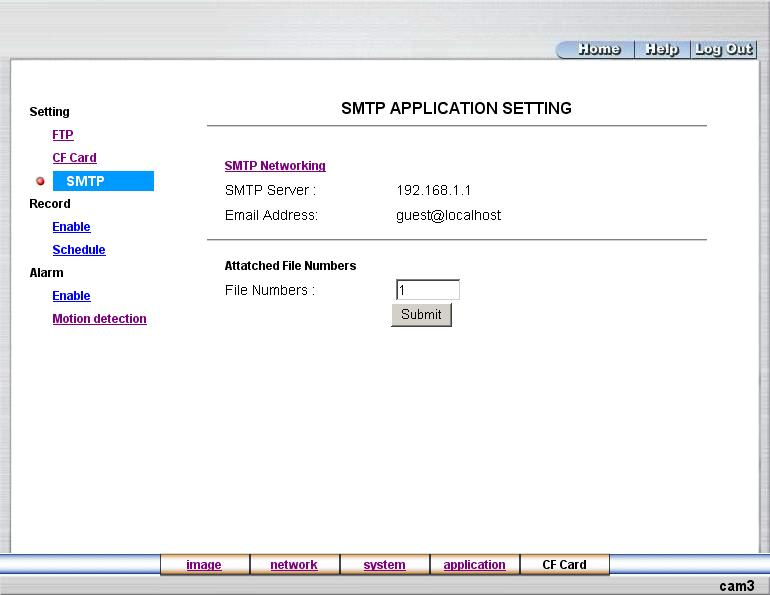 Home Help Log Out
Setting
FTP
CF Card
SMTP
Record
Enable
Schedule
Alarm
Enable
Motion detection
SMTP APPLICATION SETTING
SMTP Networking
SMTP Server : 192.168.1.1
Email Address: guest@localhost
Attatched File Numbers
File Numbers : 1
Submit
image network system application CF Card
cam3